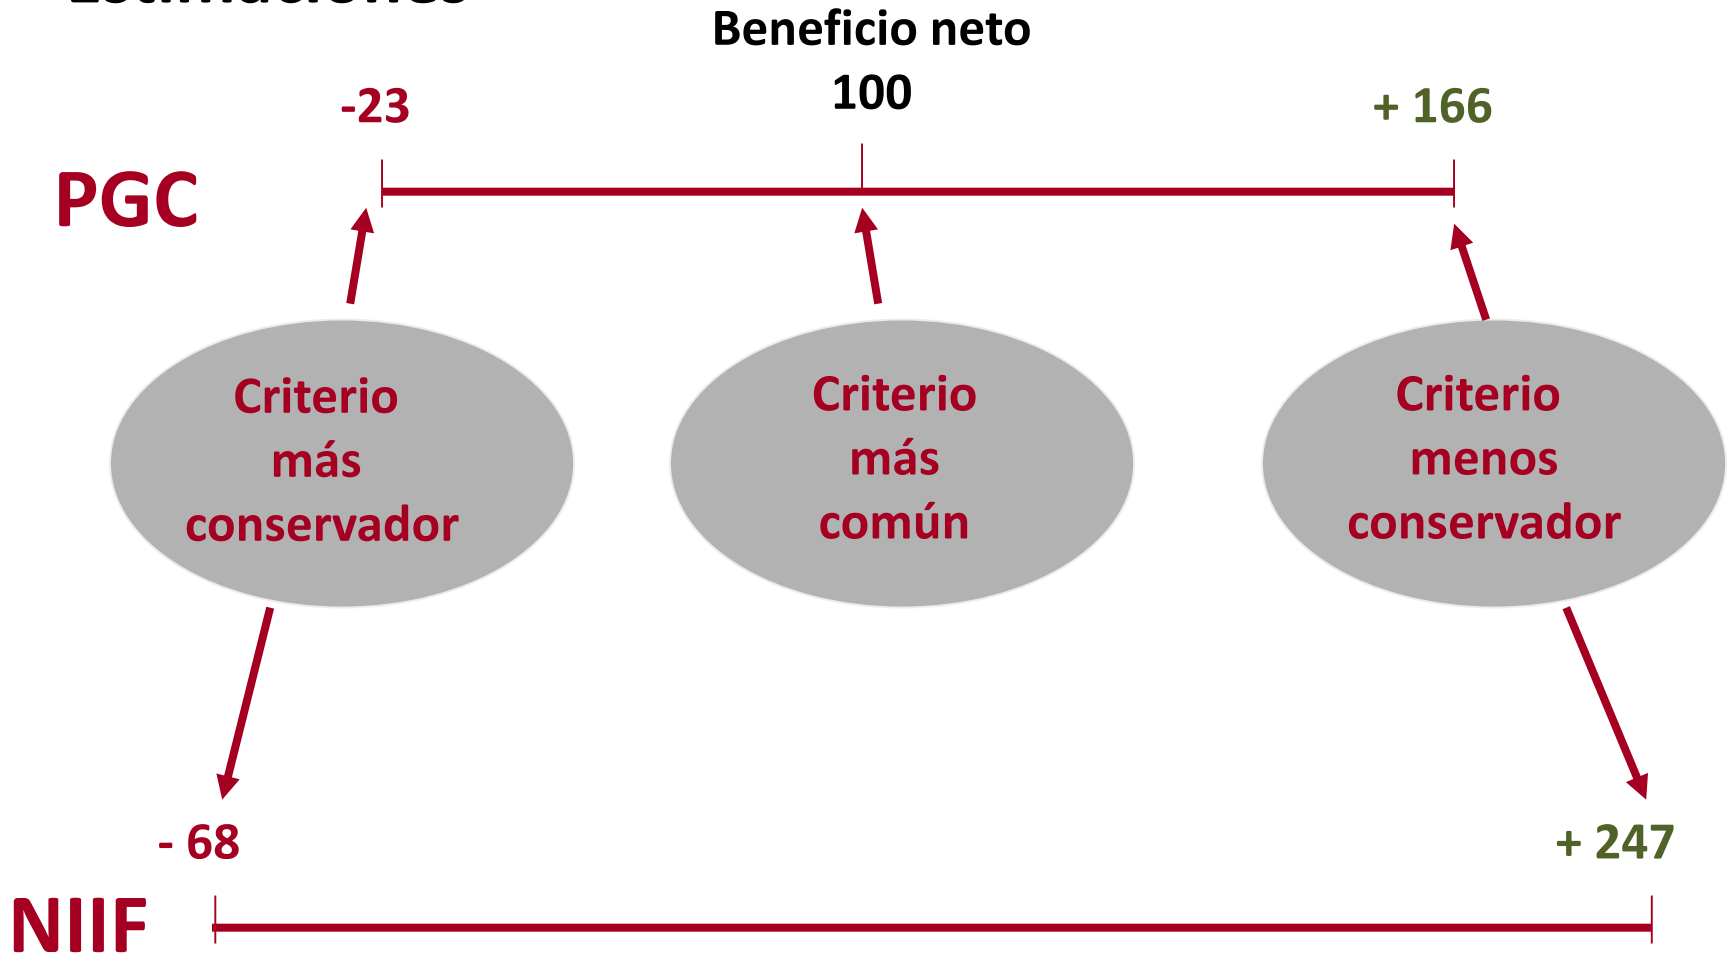 Beneficio neto
100
-23
+ 166
PGC
Criterio
más
conservador
Criterio
más
común
Criterio
menos
conservador
- 68
+ 247
NIIF